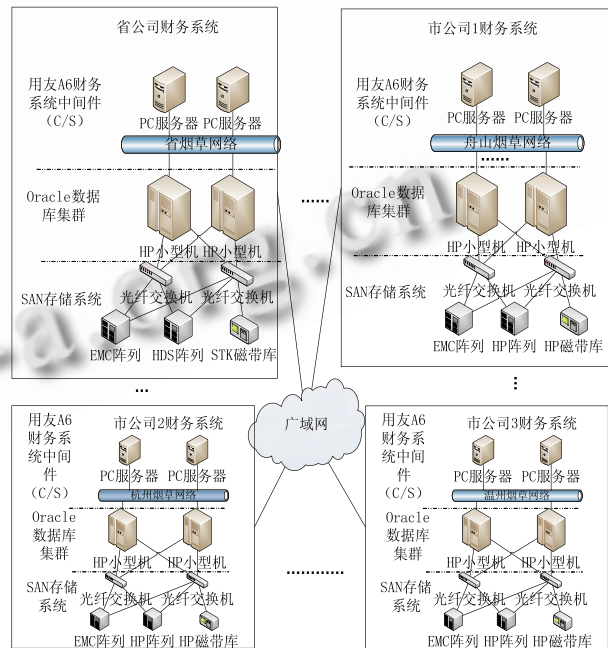 省公司财务系统
用友A6财务
系统中间件
（C/S）
PC服务器 PC服务器
省烟草网络
Oracle数据
库集群
HP小型机 HP小型机
SAN存储系统
光纤交换机 光纤交换机
EMC阵列 HDS阵列 STK磁带库
......
市公司1财务系统
用友A6财务
系统中间件
（C/S）
PC服务器 PC服务器
舟山烟草网络
......
Oracle数据
库集群
HP小型机 HP小型机
SAN存储系统
光纤交换机 光纤交换机
EMC阵列 HP阵列 HP磁带库
...
...
广域网
市公司2财务系统
用友A6
财务系
统中间
件
（C/S）
PC服务器 PC服务器
杭州烟草网络
Oracle
数据库
集群
HP小型机 HP小型机
SAN存储
系统
光纤交换机 光纤交换机
EMC阵列 HP阵列 HP磁带库
............
市公司3财务系统
用友A6
财务系
统中间
件
（C/S）
PC服务器 PC服务器
温州烟草网络
Oracle
数据库
集群
HP小型机 HP小型机
SAN存储
系统
光纤交换机 光纤交换机
EMC阵列 HP阵列 HP磁带库